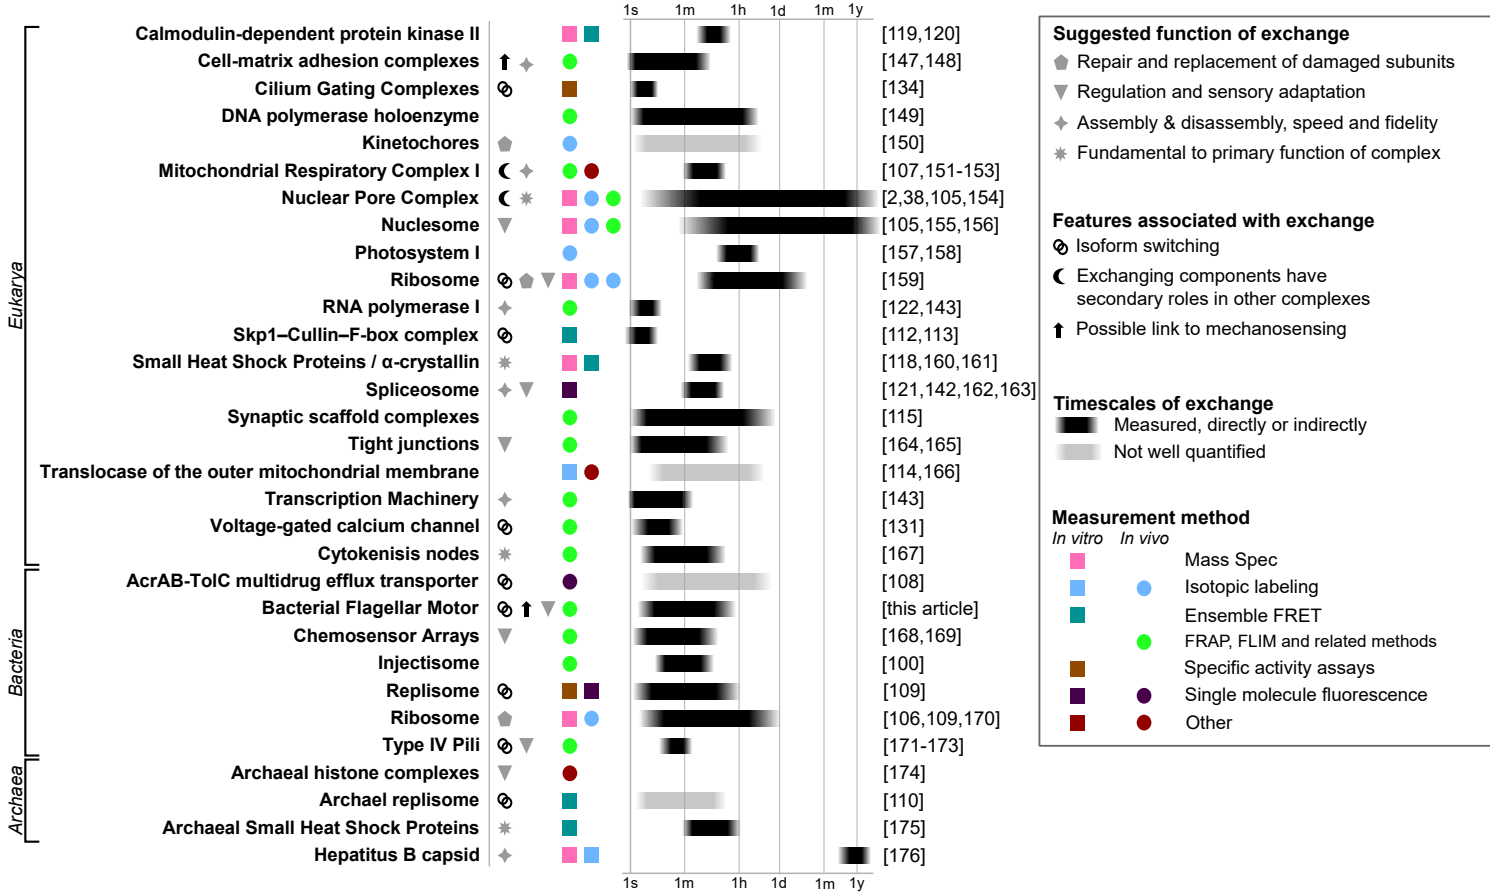 1s 1m 1h 1d 1m 1y
Eukarya
Calmodulin-dependent protein kinase II [119,120]
Cell-matrix adhesion complexes [147,148]
Cilium Gating Complexes [134]
DNA polymerase holoenzyme [149]
Kinetochores [150]
Mitochondrial Respiratory Complex I [107,151-153]
Nuclear Pore Complex [2,38,105,154]
Nuclesome [105,155,156]
Photosystem I [157,158]
Ribosome [159]
RNA polymerase I [122,143]
Skp1–Cullin–F-box complex [112,113]
Small Heat Shock Proteins / α-crystallin [118,160,161]
Spliceosome [121,142,162,163]
Synaptic scaffold complexes [115]
Tight junctions [164,165]
Translocase of the outer mitochondrial membrane [114,166]
Transcription Machinery [143]
Voltage-gated calcium channel [131]
Cytokenisis nodes [167]
Bacteria
AcrAB-TolC multidrug efflux transporter [108]
Bacterial Flagellar Motor [this article]
Chemosensor Arrays [168,169]
Injectisome [100]
Replisome [109]
Ribosome [106,109,170]
Type IV Pili [171-173]
Archaea
Archaeal histone complexes [174]
Archael replisome [110]
Archaeal Small Heat Shock Proteins [175]
Hepatitus B capsid [176]
1s 1m 1h 1d 1m 1y
Suggested function of exchange
Repair and replacement of damaged subunits
Regulation and sensory adaptation
Assembly & disassembly, speed and fidelity
Fundamental to primary function of complex
Features associated with exchange
Isoform switching
Exchanging components have
secondary roles in other complexes
Possible link to mechanosensing
Timescales of exchange
Measured, directly or indirectly
Not well quantified
Measurement method
In vitro In vivo
Mass Spec
Isotopic labeling
Ensemble FRET
FRAP, FLIM and related methods
Specific activity assays
Single molecule fluorescence
Other